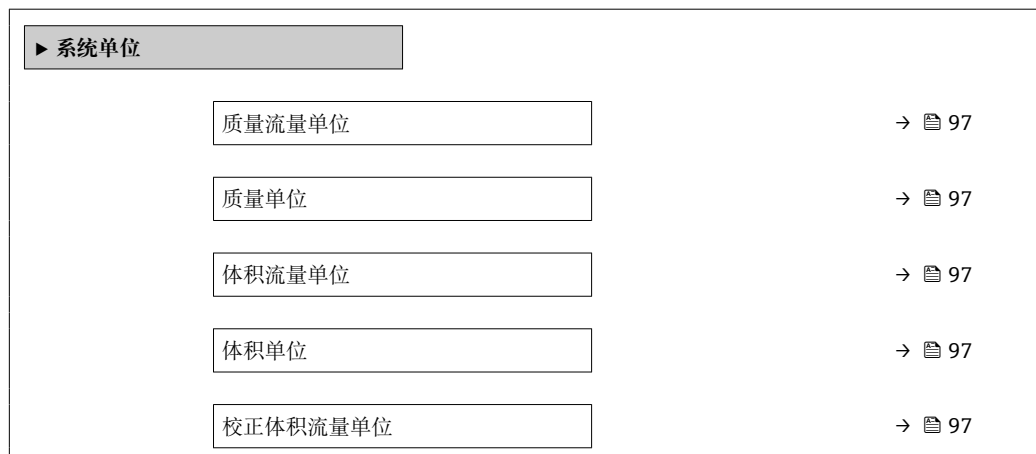 ▶ 系统单位
质量流量单位 → 🖹 97
质量单位 → 🖹 97
体积流量单位 → 🖹 97
体积单位 → 🖹 97
校正体积流量单位 → 🖹 97